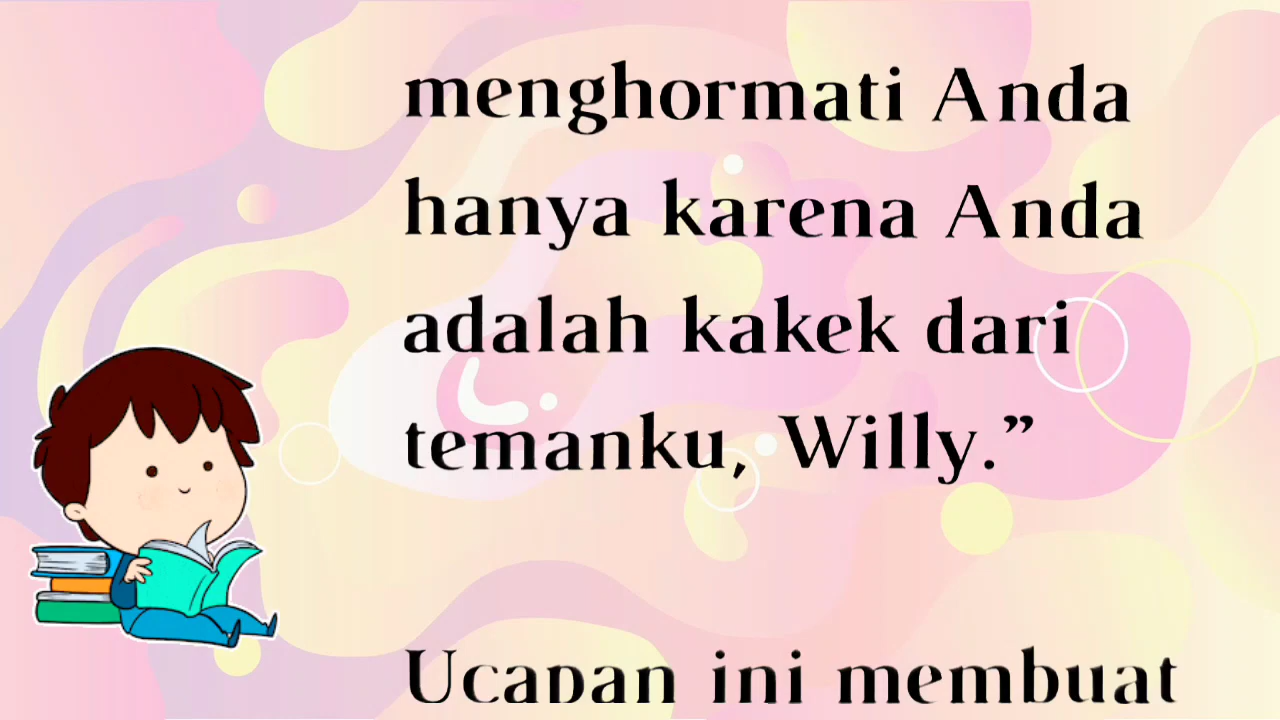 menghormati Anda
hanya karena Anda
adalah kakek dari
temanku, Willy.”
Ucapan ini membuat